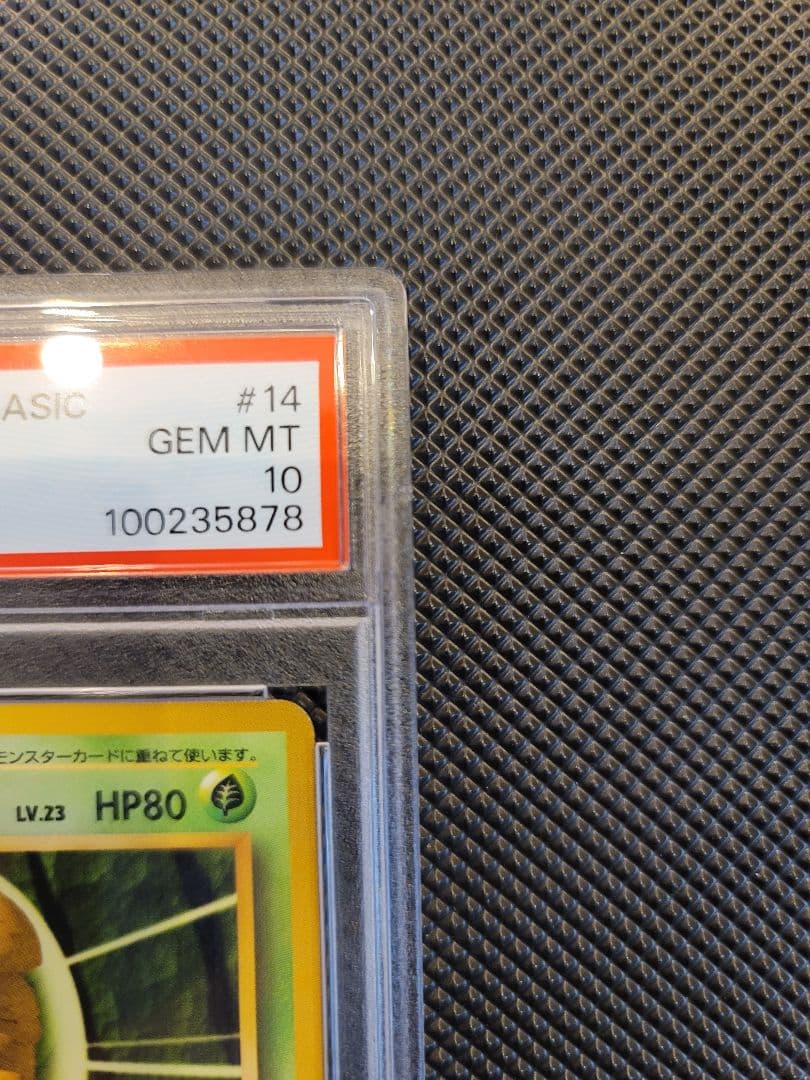 ASIC #14
GEM MT
10
100235878
モンスターカードに重ねて使います。
LV.23 HP80